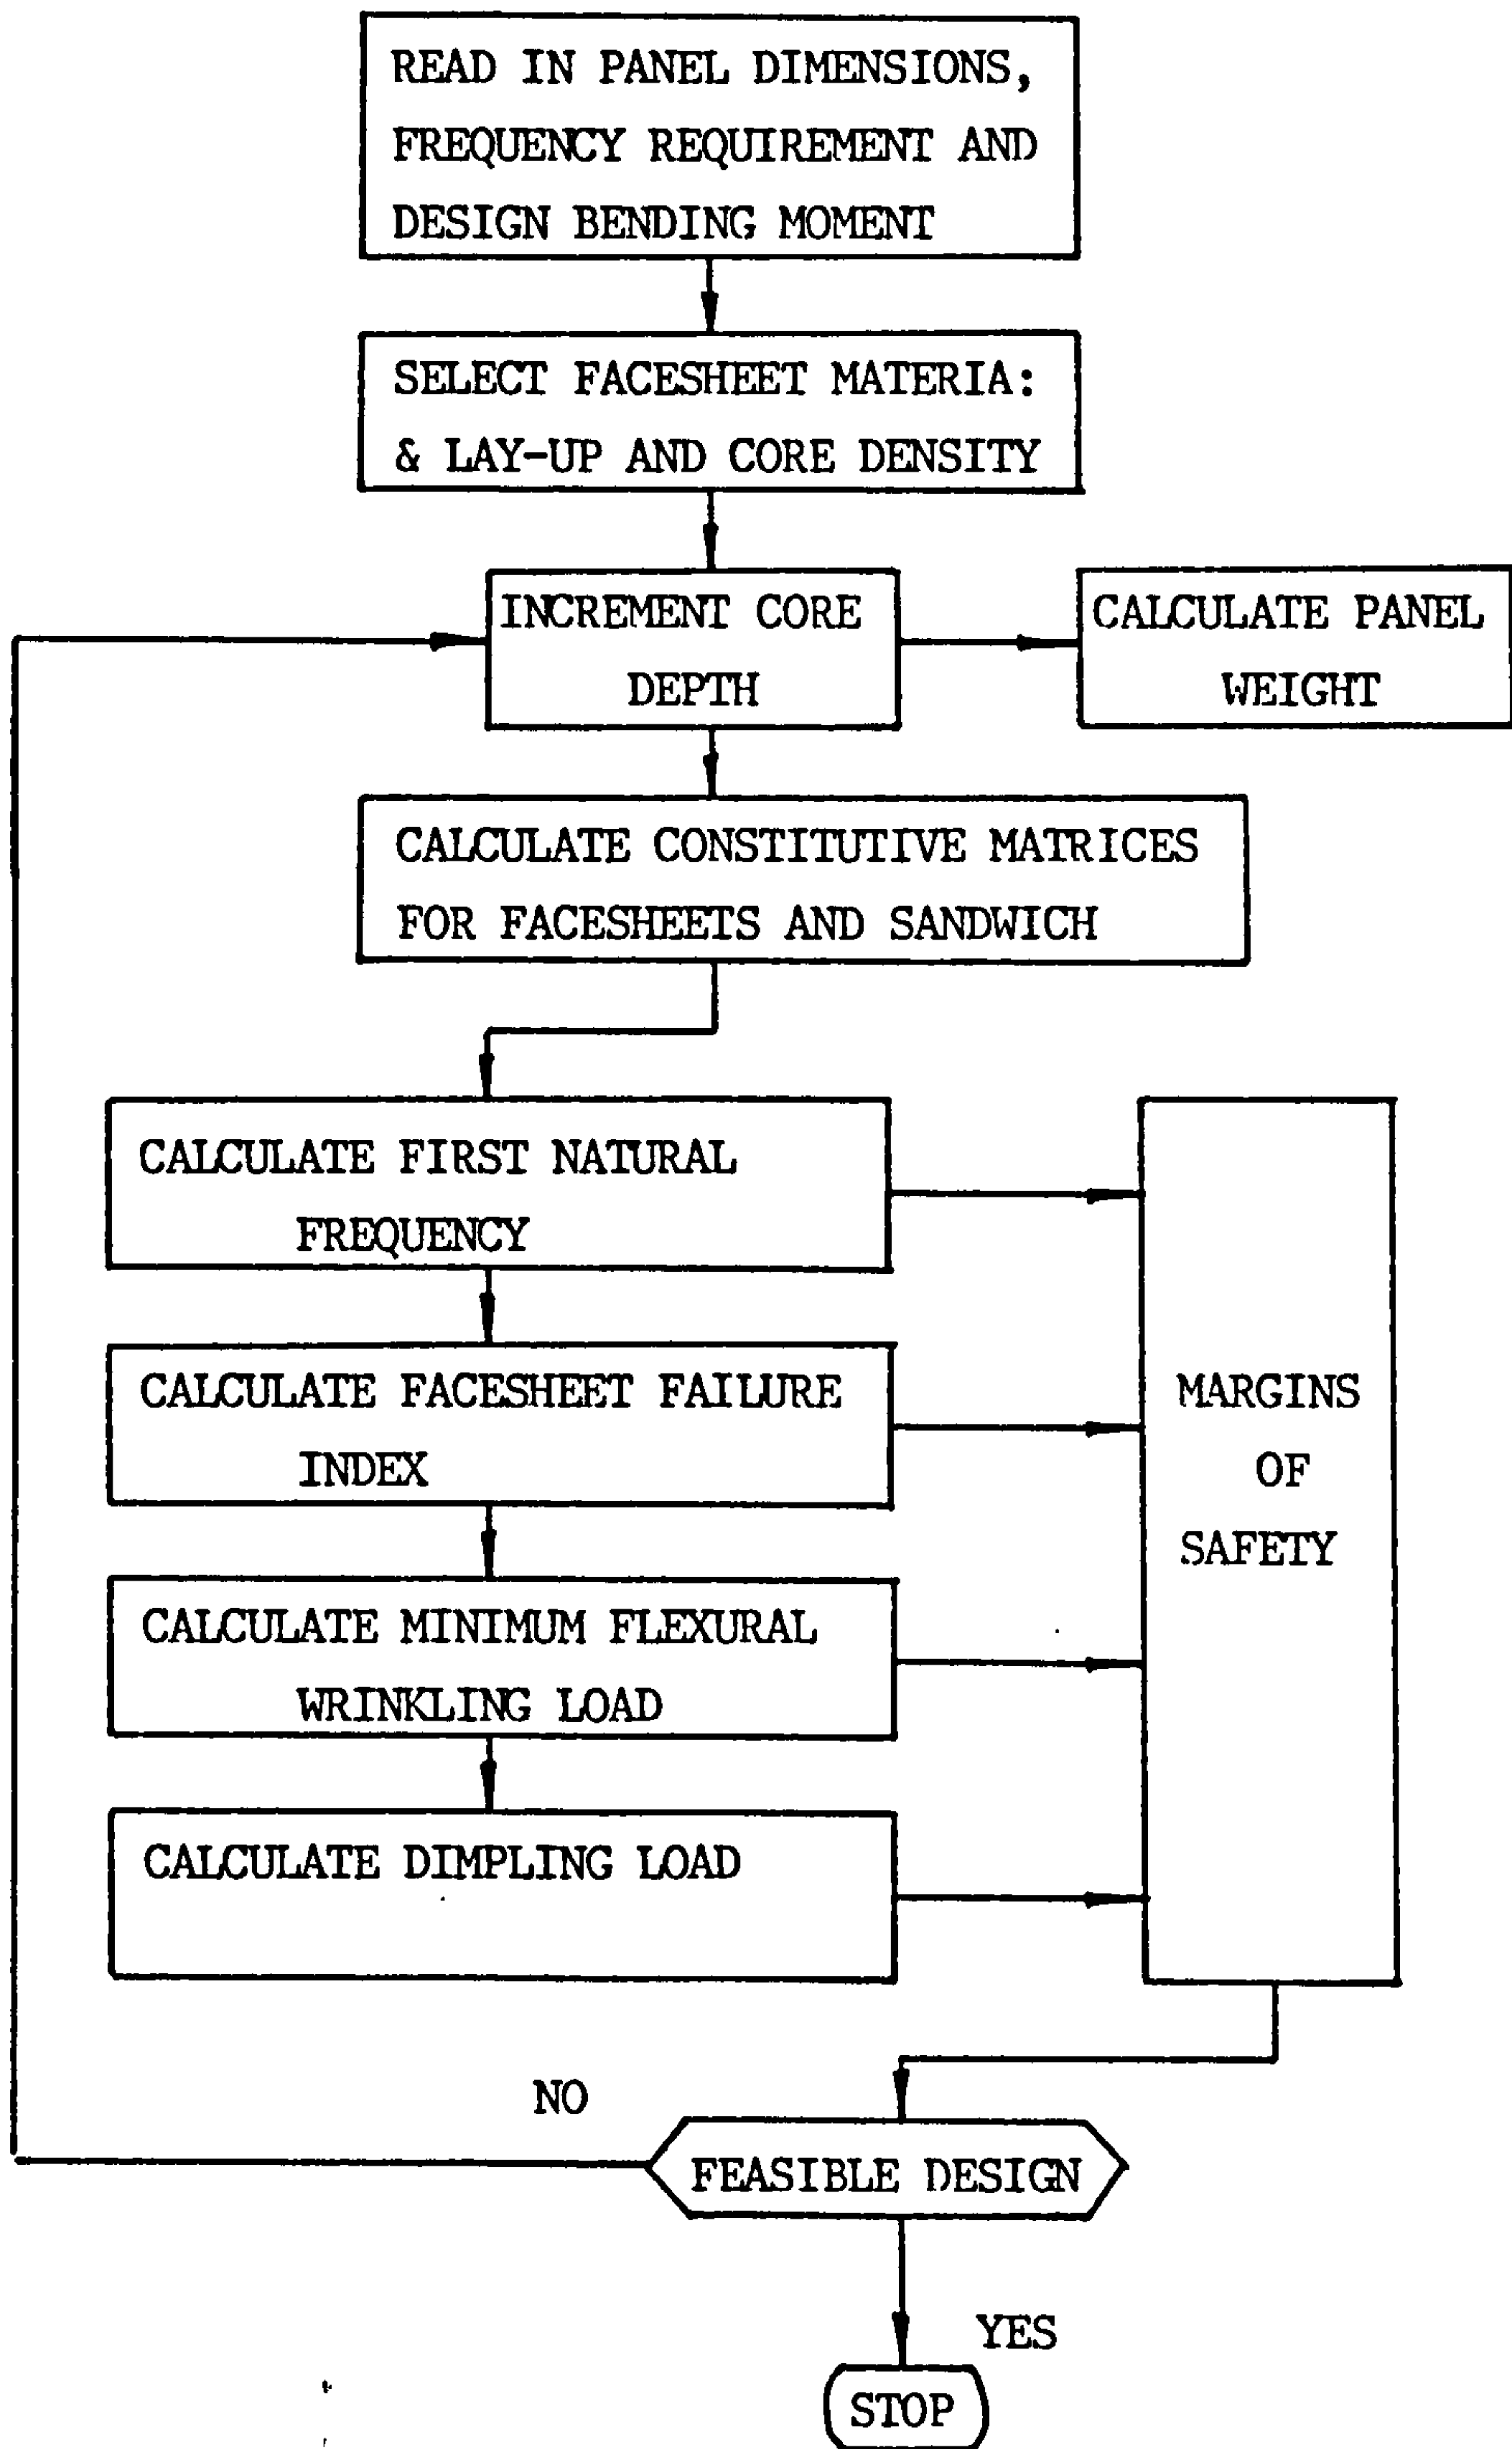 READ IN PANEL DIMENSIONS,
FREQUENCY REQUIREMENT AND
DESIGN BENDING MOMENT
SELECT FACESHEET MATERIA:
& LAY-UP AND CORE DENSITY
INCREMENT CORE
DEPTH
CALCULATE PANEL
WEIGHT
CALCULATE CONSTITUTIVE MATRICES
FOR FACESHEETS AND SANDWICH
CALCULATE FIRST NATURAL
FREQUENCY
CALCULATE FACESHEET FAILURE
INDEX
CALCULATE MINIMUM FLEXURAL
WRINKLING LOAD
CALCULATE DIMPLING LOAD
MARGINS
OF
SAFETY
NO
FEASIBLE DESIGN
YES
STOP